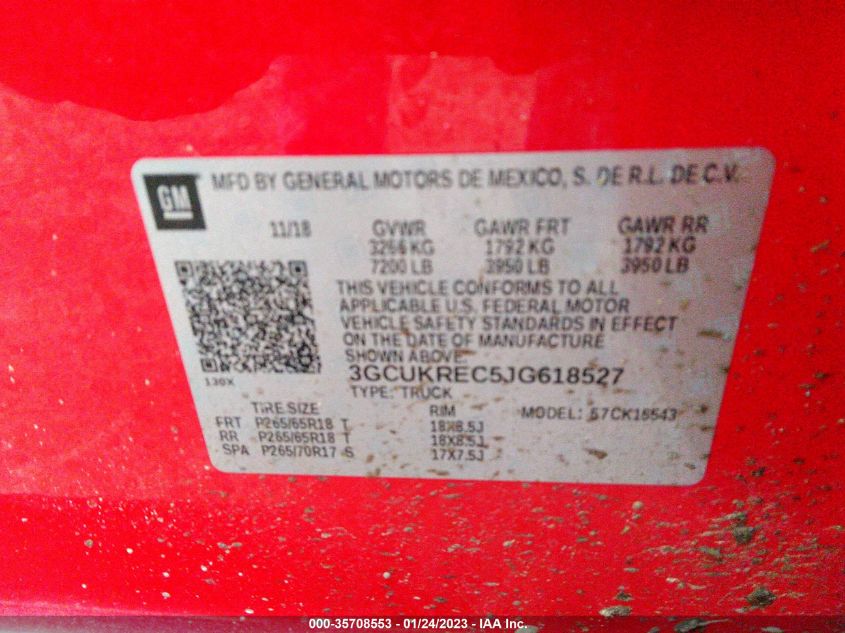 GM
MFD BY GENERAL MOTORS DE MEXICO, S. DE R.L. DE C.V.
11/18 GVWR GAWR FRT GAWR RR
3266 KG 1792 KG 1792 KG
7200 LB 3950 LB 3950 LB
THIS VEHICLE CONFORMS TO ALL
APPLICABLE U.S. FEDERAL MOTOR
VEHICLE SAFETY STANDARDS IN EFFECT
ON THE DATE OF MANUFACTURE
SHOWN ABOVE.
130X
3GCUKREC5JG618527
TYPE: TRUCK
TIRE SIZE RIM MODEL: S7CK15543
FRT P265/65R18 T 18X8.5J
RR P265/65R18 T 18X8.5J
SPA P265/70R17 S 17X7.5J
000-35708553 - 01/24/2023 - IAA Inc.